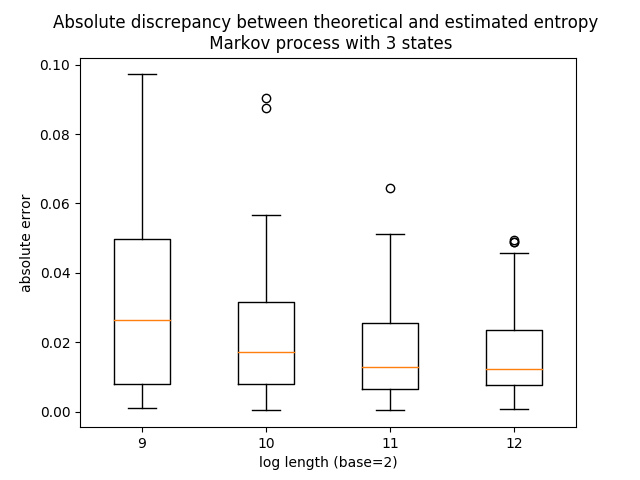 Absolute discrepancy between theoretical and estimated entropy
Markov process with 3 states
0.10
0.08
0.06
0.04
0.02
0.00
absolute error
9 10 11 12
log length (base=2)